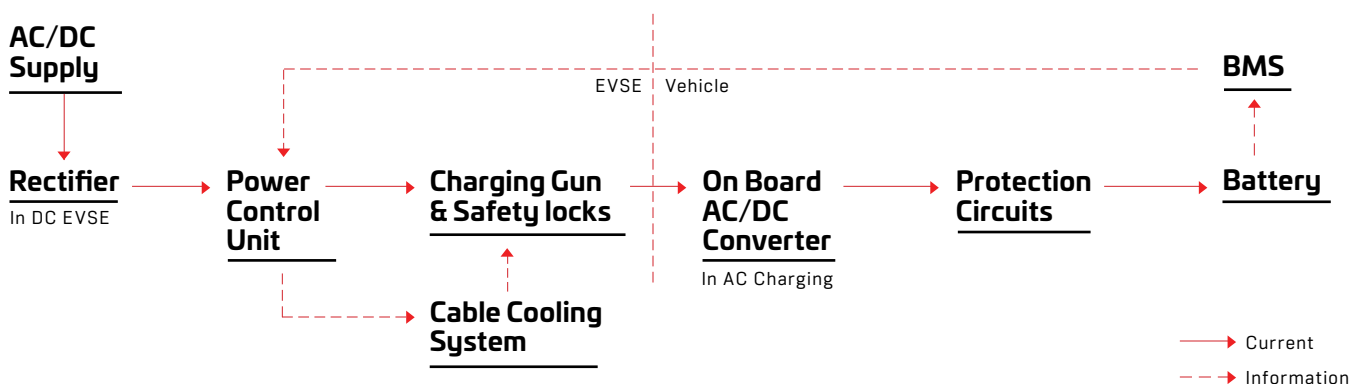 AC/DC
Supply
EVSE
Vehicle
BMS
Rectifier
In DC EVSE
Power
Control
Unit
Charging Gun
& Safety locks
On Board
AC/DC
Converter
In AC Charging
Protection
Circuits
Battery
Cable Cooling
System
Current
Information